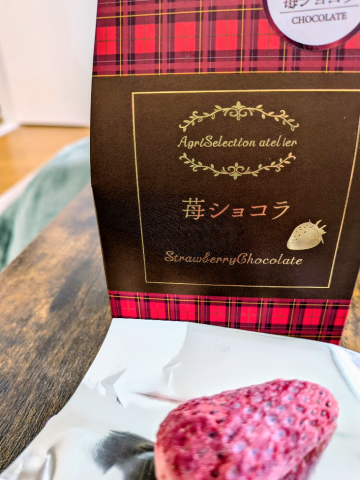 苺ショコラ
CHOCOLATE
AgriSelection atelier
苺ショコラ
StrawberryChocolate